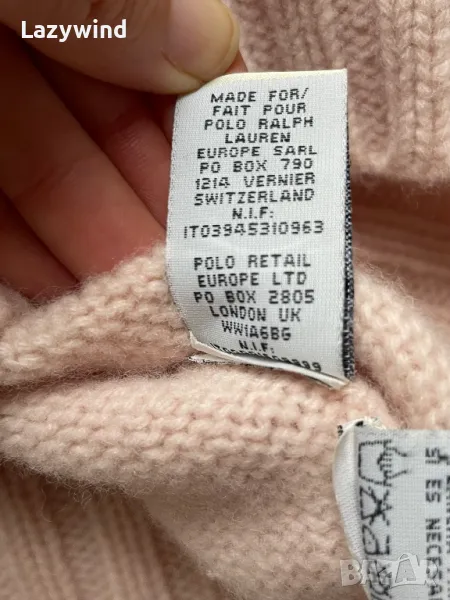 Lazywind
MADE FOR/
FAIT POUR
POLO RALPH
LAUREN
EUROPE SARL
PO BOX 790
1214 VERNIER
SWITZERLAND
N.I.F:
IT03945310963
POLO RETAIL
EUROPE LTD
PO BOX 2805
LONDON UK
WW1A6BG
N.I.F:
SI ES NECESA
bazar